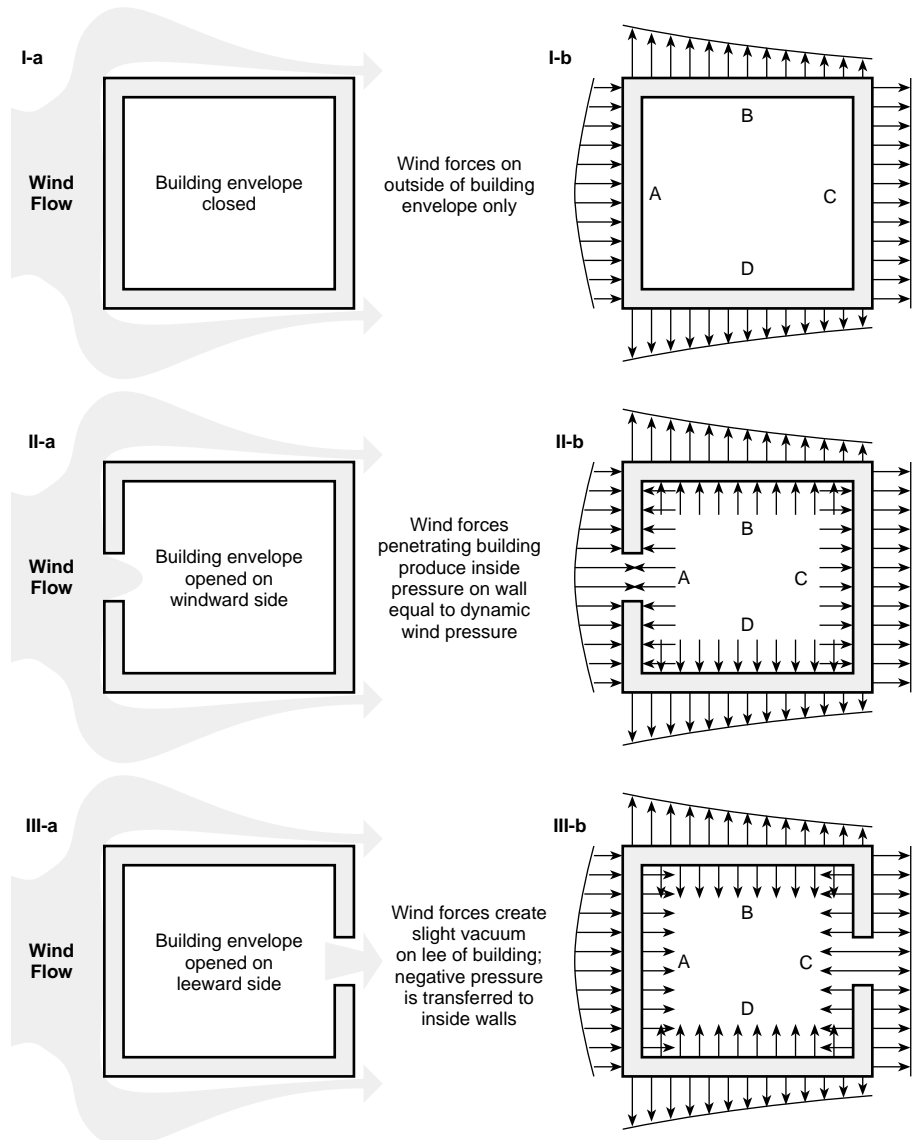 I-a
Wind
Flow
Building envelope
closed
Wind forces on
outside of building
envelope only
I-b
B
A
C
D
II-a
Wind
Flow
Building envelope
opened on
windward side
Wind forces
penetrating building
produce inside
pressure on wall
equal to dynamic
wind pressure
II-b
B
A
C
D
III-a
Wind
Flow
Building envelope
opened on
leeward side
Wind forces create
slight vacuum
on lee of building;
negative pressure
is transferred to
inside walls
III-b
B
A
C
D